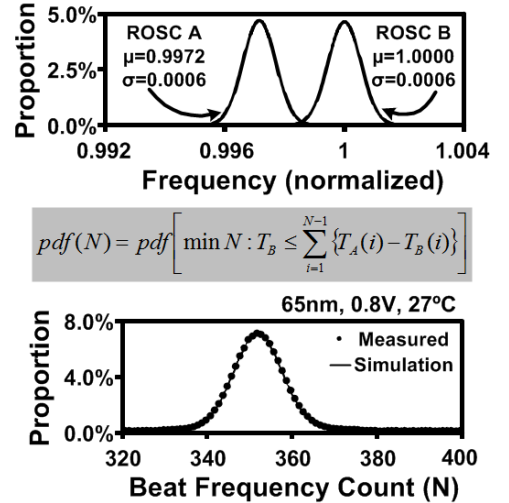 5.0%
2.5%
0.0%
Proportion
ROSC A
μ=0.9972
σ=0.0006
ROSC B
μ=1.0000
σ=0.0006
0.992 0.996 1 1.004
Frequency (normalized)
pdf(N) = pdf[min N : T_B ≤ ∑_{i=1}^{N-1} {T_A(i) − T_B(i)}]
65nm, 0.8V, 27ºC
8.0%
4.0%
0.0%
Proportion
Measured
Simulation
320 340 360 380 400
Beat Frequency Count (N)